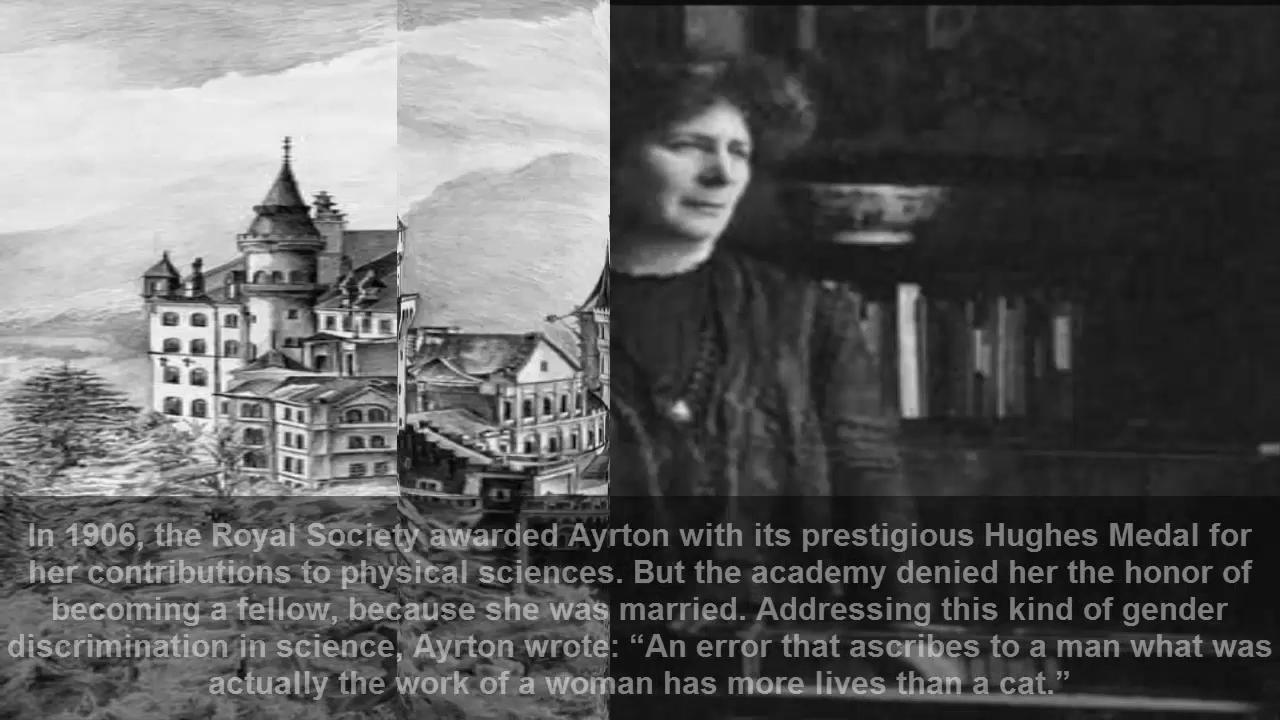 In 1906, the Royal Society awarded Ayrton with its prestigious Hughes Medal for
her contributions to physical sciences. But the academy denied her the honor of
becoming a fellow, because she was married. Addressing this kind of gender
discrimination in science, Ayrton wrote: “An error that ascribes to a man what was
actually the work of a woman has more lives than a cat.”